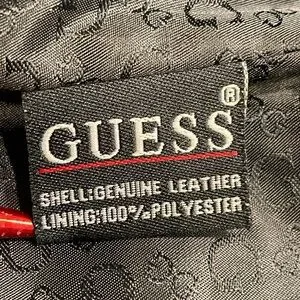 GUESS®
SHELL:GENUINE LEATHER
LINING:100%POLYESTER